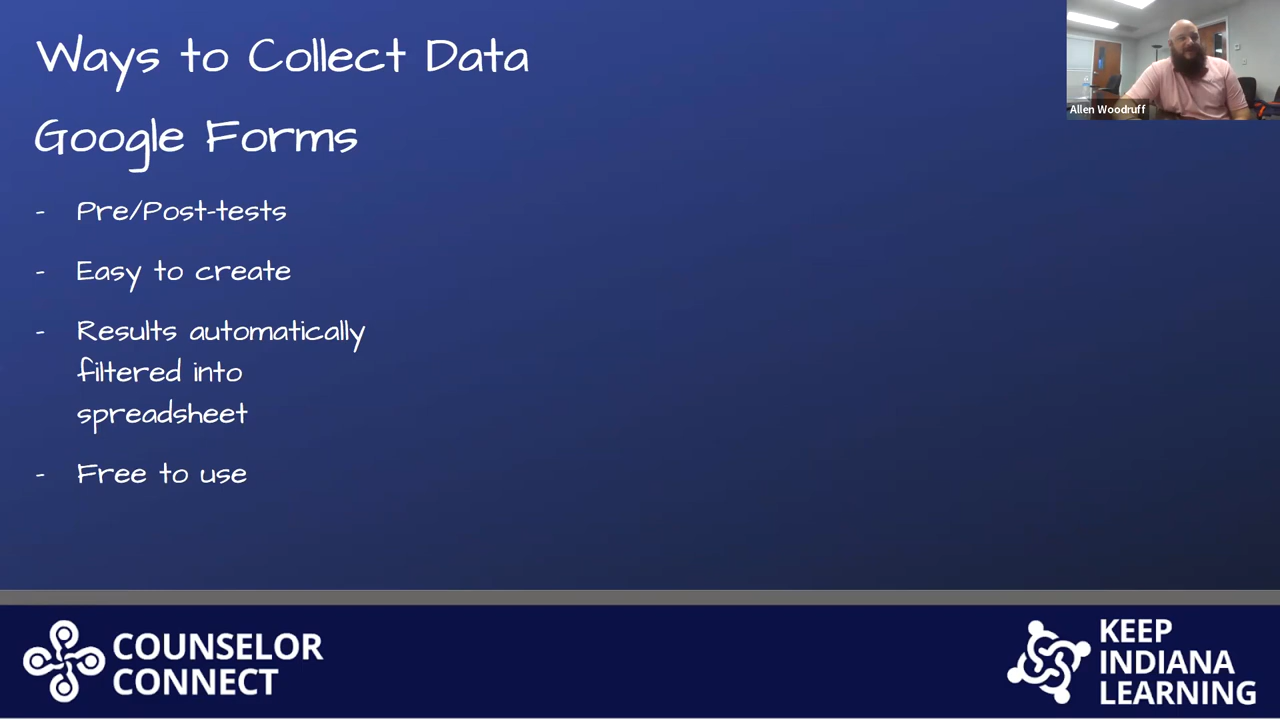 Ways to Collect Data
Google Forms
- Pre/Post-tests
- Easy to create
- Results automatically
filtered into
spreadsheet
- Free to use
Allen Woodruff
COUNSELOR
CONNECT
KEEP
INDIANA
LEARNING